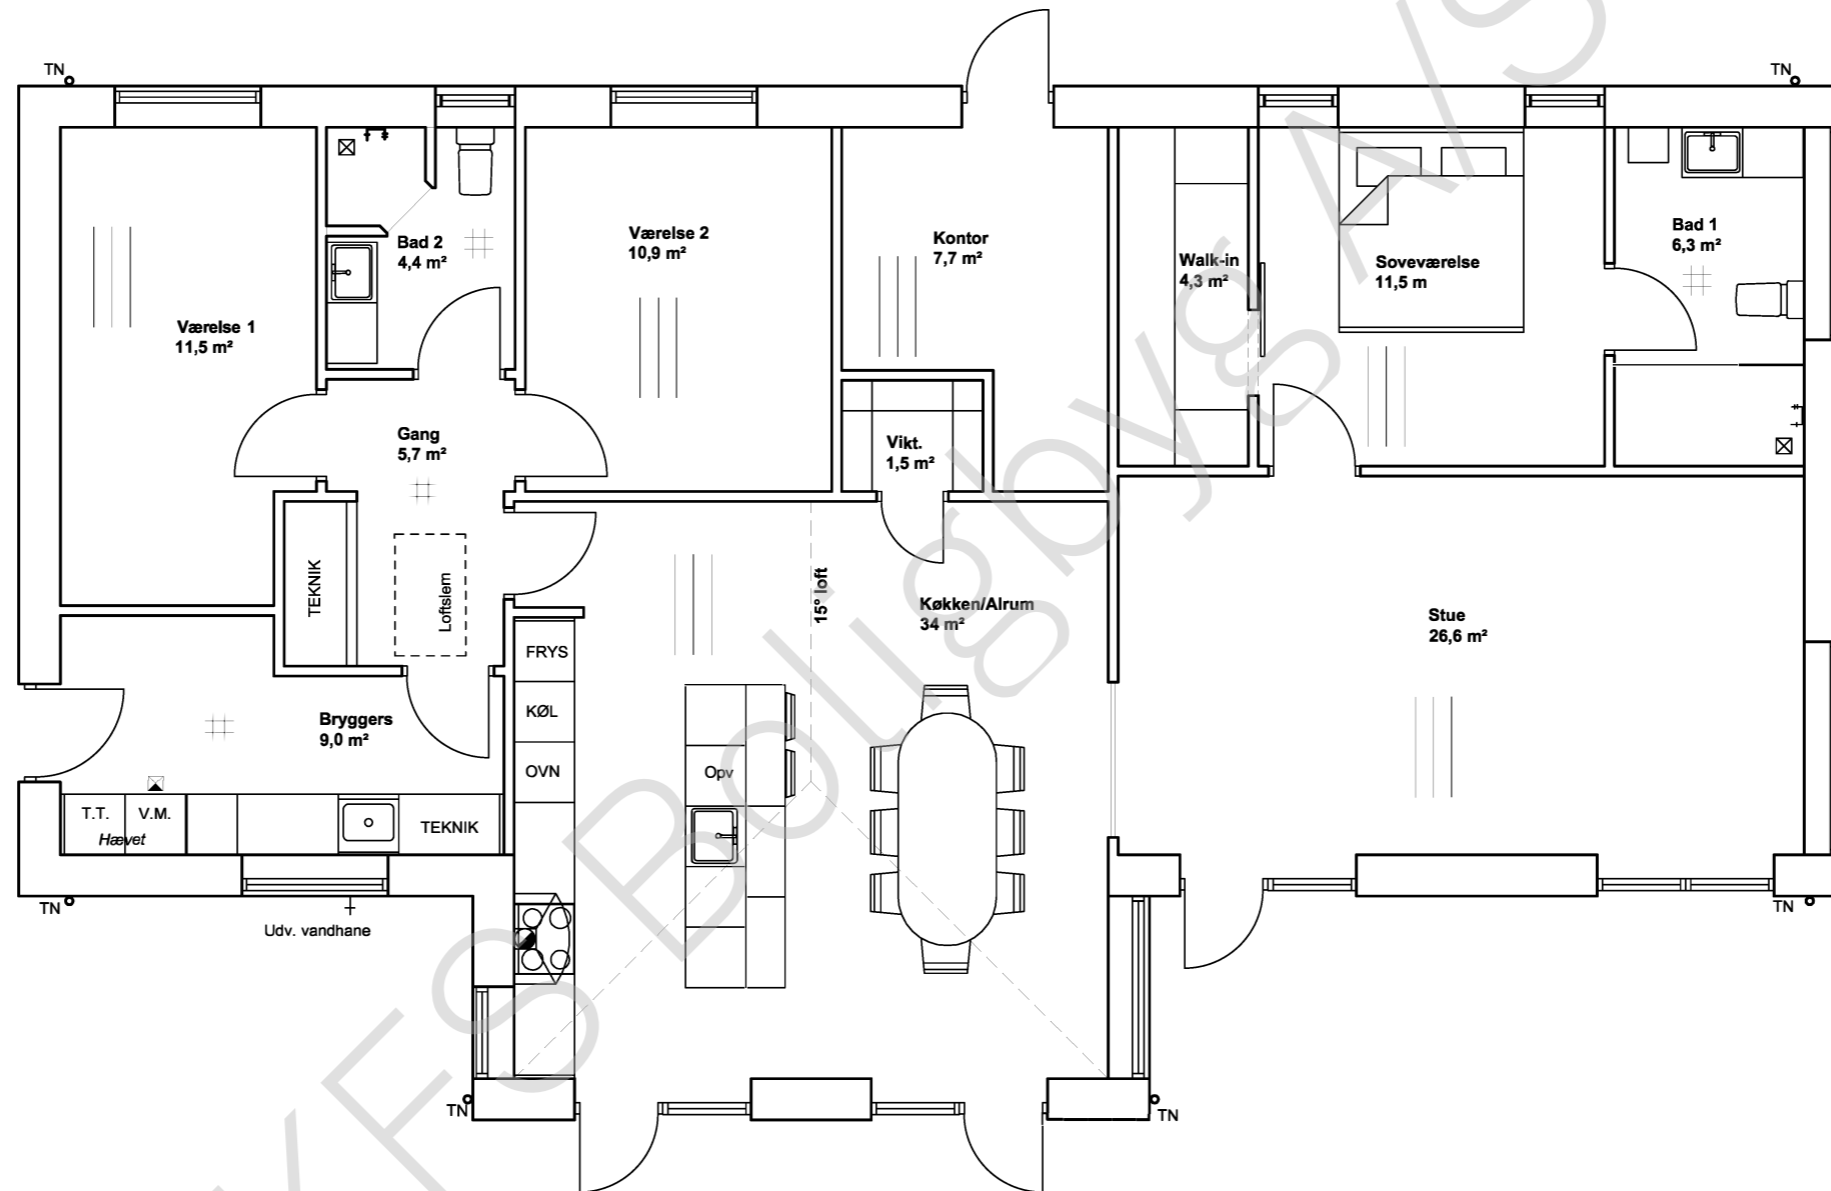 TN
TN
Værelse 1
11,5 m²
Bad 2
4,4 m²
Værelse 2
10,9 m²
Kontor
7,7 m²
Walk-in
4,3 m²
Soveværelse
11,5 m
Bad 1
6,3 m²
Gang
5,7 m²
Vikt.
1,5 m²
TEKNIK
Loftslem
15° loft
Køkken/Alrum
34 m²
Stue
26,6 m²
FRYS
KØL
OVN
Opv
Bryggers
9,0 m²
T.T.
V.M.
Hævet
TEKNIK
TN
Udv. vandhane
TN
TN
TN
KFS Boligbyg A/S